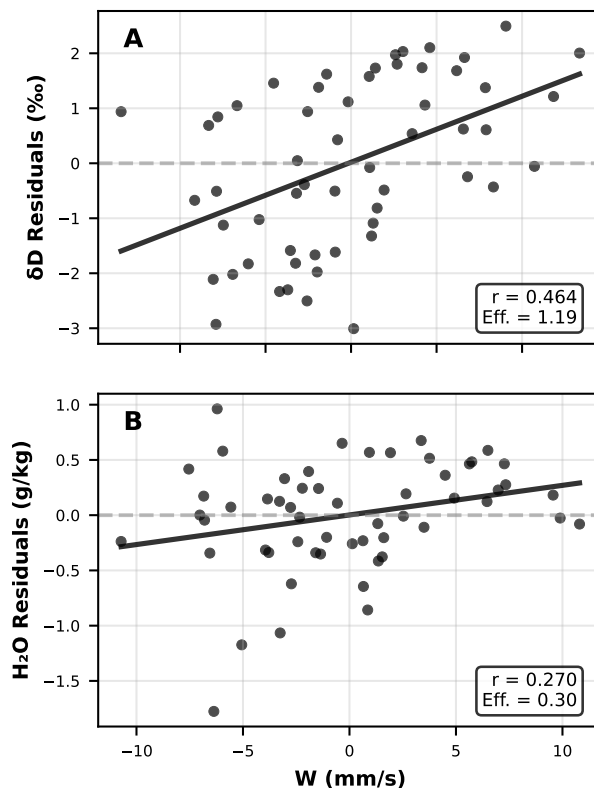 A
2
1
0
−1
−2
−3
δD Residuals (‰)
r = 0.464
Eff. = 1.19
B
1.0
0.5
0.0
−0.5
−1.0
−1.5
H₂O Residuals (g/kg)
r = 0.270
Eff. = 0.30
−10 −5 0 5 10
W (mm/s)